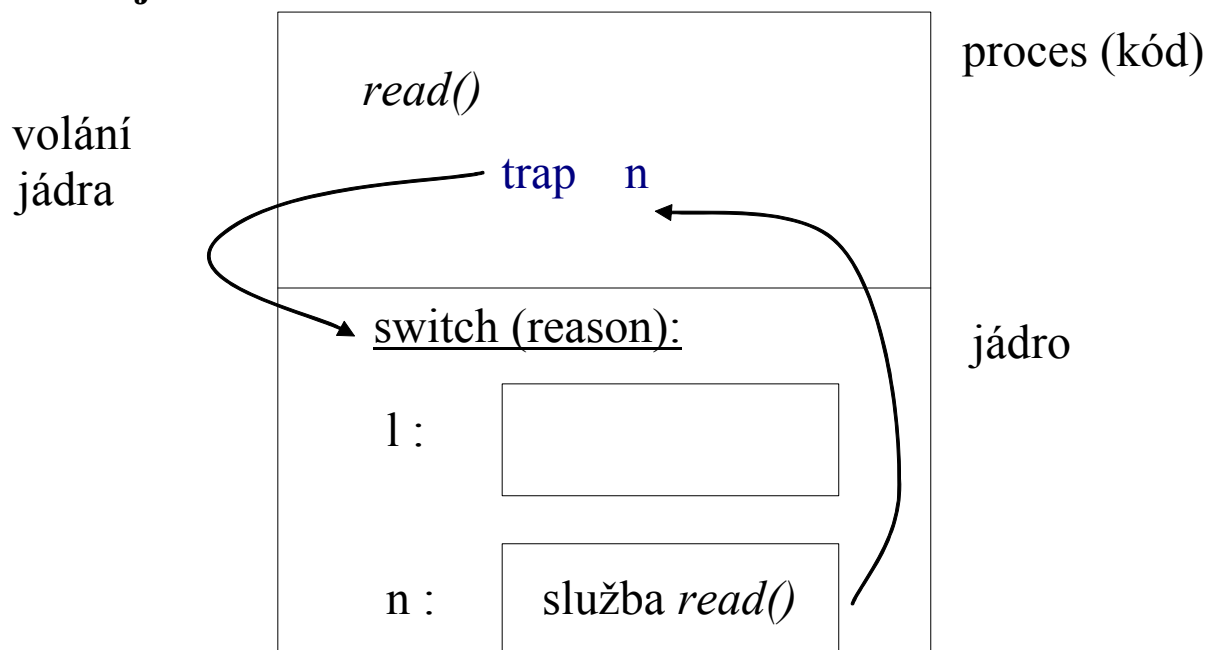 proces (kód)
read()
volání
jádra
trap n
switch (reason):
jádro
l :
n :
služba read()